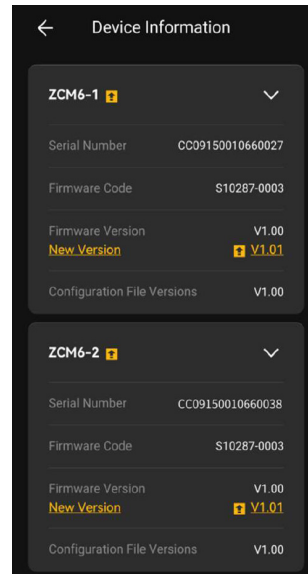 Device Information
ZCM6-1
Serial Number CC09150010660027
Firmware Code S10287-0003
Firmware Version V1.00
New Version V1.01
Configuration File Versions V1.00
ZCM6-2
Serial Number CC09150010660038
Firmware Code S10287-0003
Firmware Version V1.00
New Version V1.01
Configuration File Versions V1.00